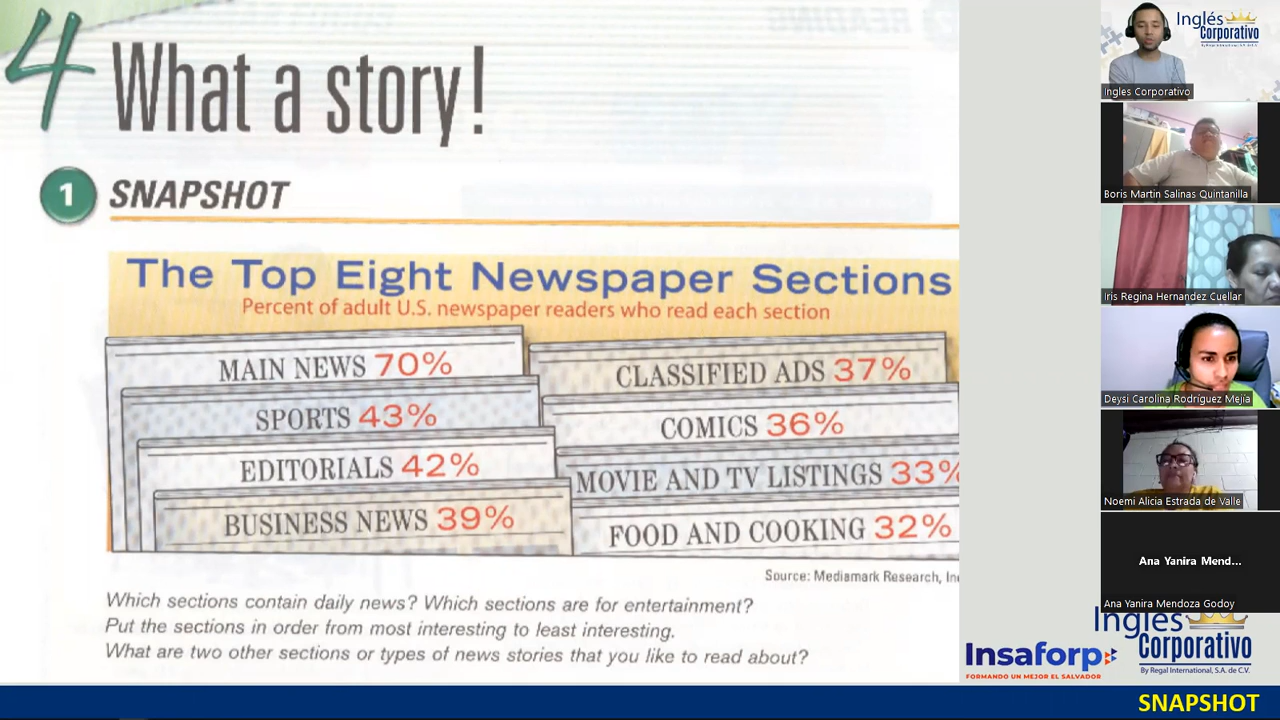 4 What a story!
1 SNAPSHOT
The Top Eight Newspaper Sections
Percent of adult U.S. newspaper readers who read each section
MAIN NEWS 70%
SPORTS 43%
EDITORIALS 42%
BUSINESS NEWS 39%
CLASSIFIED ADS 37%
COMICS 36%
MOVIE AND TV LISTINGS 33%
FOOD AND COOKING 32%
Source: Mediamark Research, In
Which sections contain daily news? Which sections are for entertainment?
Put the sections in order from most interesting to least interesting.
What are two other sections or types of news stories that you like to read about?
Inglés
Corporativo
By Regal International, S.A. de C.V.
Ingles Corporativo
Boris Martin Salinas Quintanilla
Iris Regina Hernandez Cuellar
Deysi Carolina Rodríguez Mejía
Noemi Alicia Estrada de Valle
Ana Yanira Mend...
Ana Yanira Mendoza Godoy
Insaforp
FORMANDO UN MEJOR EL SALVADOR
Inglés
Corporativo
By Regal International, S.A. de C.V.
SNAPSHOT